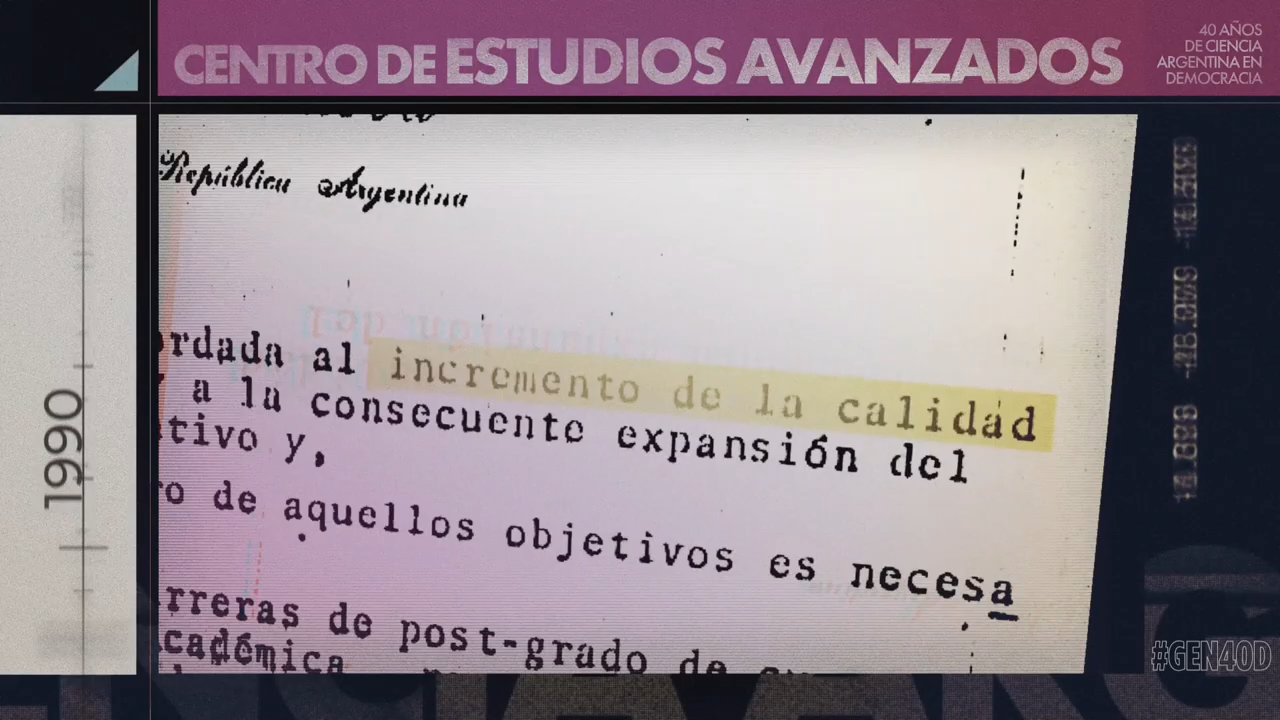 CENTRO DE ESTUDIOS AVANZADOS
40 AÑOS
DE CIENCIA
ARGENTINA EN
DEMOCRACIA
1990
República Argentina
rdada al incremento de la calidad
a la consecuente expansión del
tivo y,
o de aquellos objetivos es necesa
rreras de post-grado de
cadémica
#GEN40D